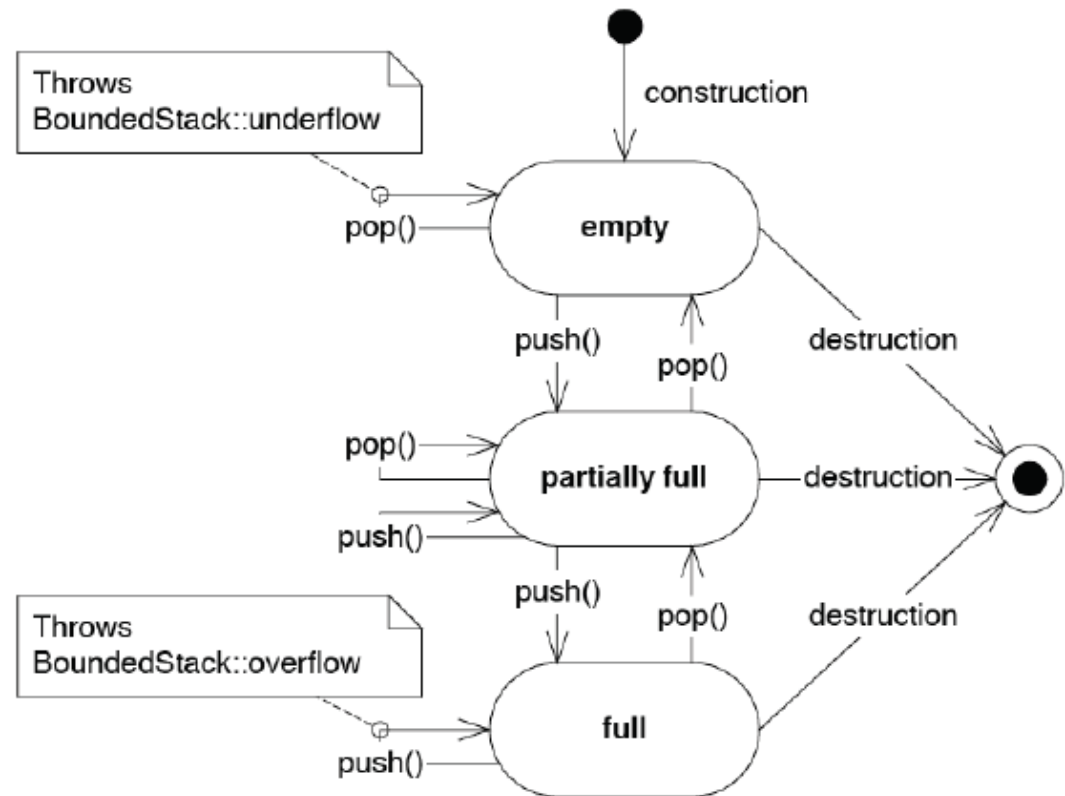 construction
Throws
BoundedStack::underflow
pop()
empty
push()
pop()
destruction
pop()
partially full
destruction
push()
push()
pop()
destruction
Throws
BoundedStack::overflow
full
push()